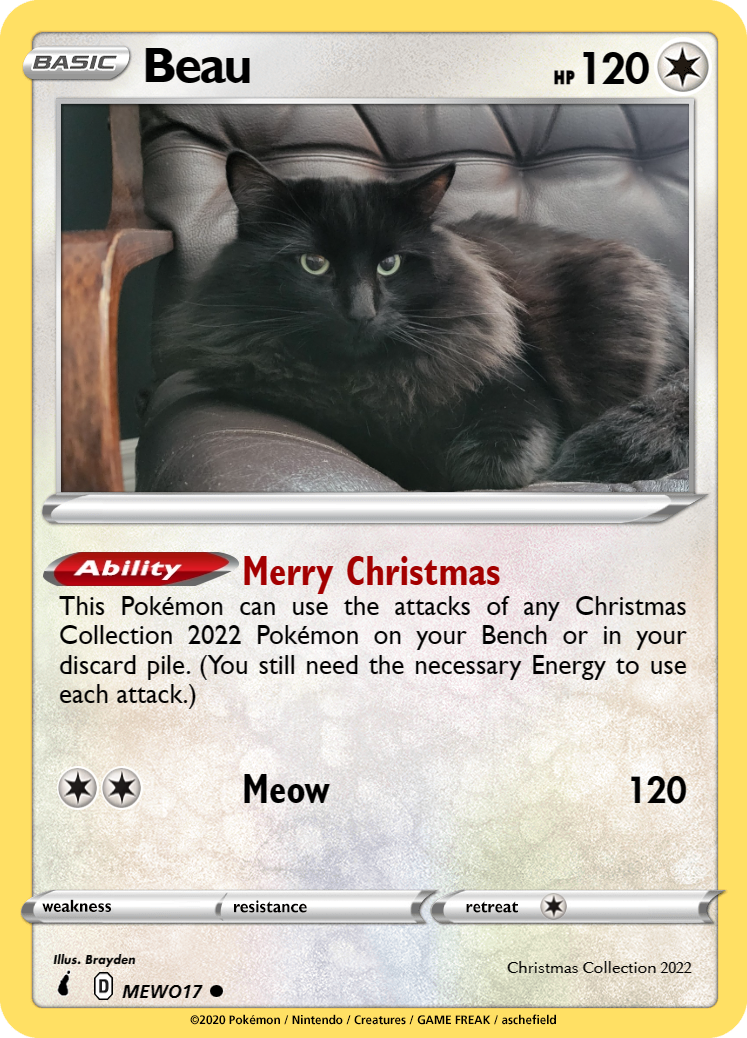 BASIC Beau HP 120
Ability Merry Christmas
This Pokémon can use the attacks of any Christmas
Collection 2022 Pokémon on your Bench or in your
discard pile. (You still need the necessary Energy to use
each attack.)
Meow 120
weakness resistance retreat
Illus. Brayden
Christmas Collection 2022
D MEWO17
©2020 Pokémon / Nintendo / Creatures / GAME FREAK / aschefield